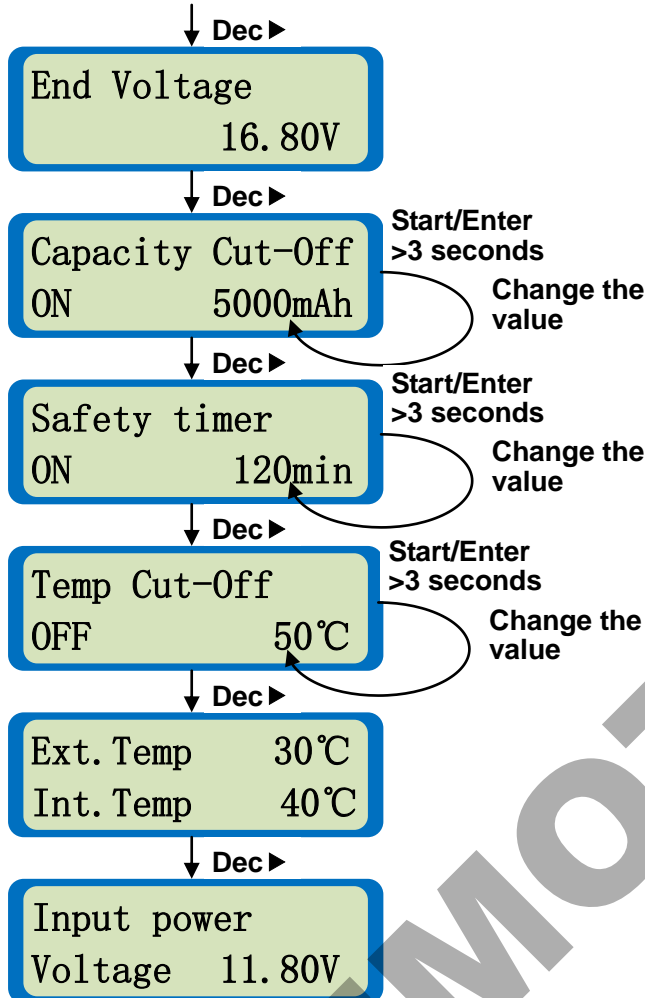 Dec▶
End Voltage
16.80V
Dec▶
Start/Enter
>3 seconds
Capacity Cut-Off
ON 5000mAh
Change the
value
Dec▶
Start/Enter
>3 seconds
Safety timer
ON 120min
Change the
value
Dec▶
Start/Enter
>3 seconds
Temp Cut-Off
OFF 50℃
Change the
value
Dec▶
Ext.Temp 30℃
Int.Temp 40℃
Dec▶
Input power
Voltage 11.80V